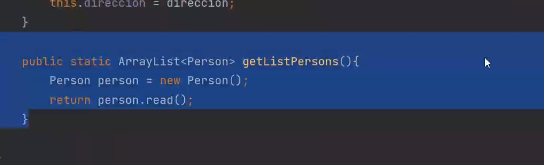 this.direccion = direccion;
}
public static ArrayList<Person> getListPersons(){
Person person = new Person();
return person.read();
}